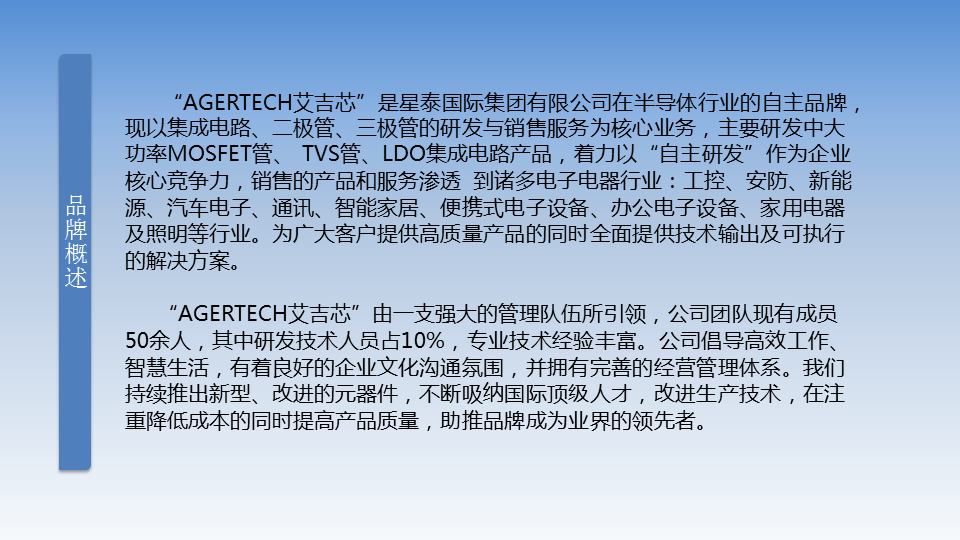 品牌概述
“AGERTECH艾吉芯”是星泰国际集团有限公司在半导体行业的自主品牌，
现以集成电路、二极管、三极管的研发与销售服务为核心业务，主要研发中大
功率MOSFET管、 TVS管、LDO集成电路产品，着力以“自主研发”作为企业
核心竞争力，销售的产品和服务渗透 到诸多电子电器行业：工控、安防、新能
源、汽车电子、通讯、智能家居、便携式电子设备、办公电子设备、家用电器
及照明等行业。为广大客户提供高质量产品的同时全面提供技术输出及可执行
的解决方案。
“AGERTECH艾吉芯”由一支强大的管理队伍所引领，公司团队现有成员
50余人，其中研发技术人员占10%，专业技术经验丰富。公司倡导高效工作、
智慧生活，有着良好的企业文化沟通氛围，并拥有完善的经营管理体系。我们
持续推出新型、改进的元器件，不断吸纳国际顶级人才，改进生产技术，在注
重降低成本的同时提高产品质量，助推品牌成为业界的领先者。